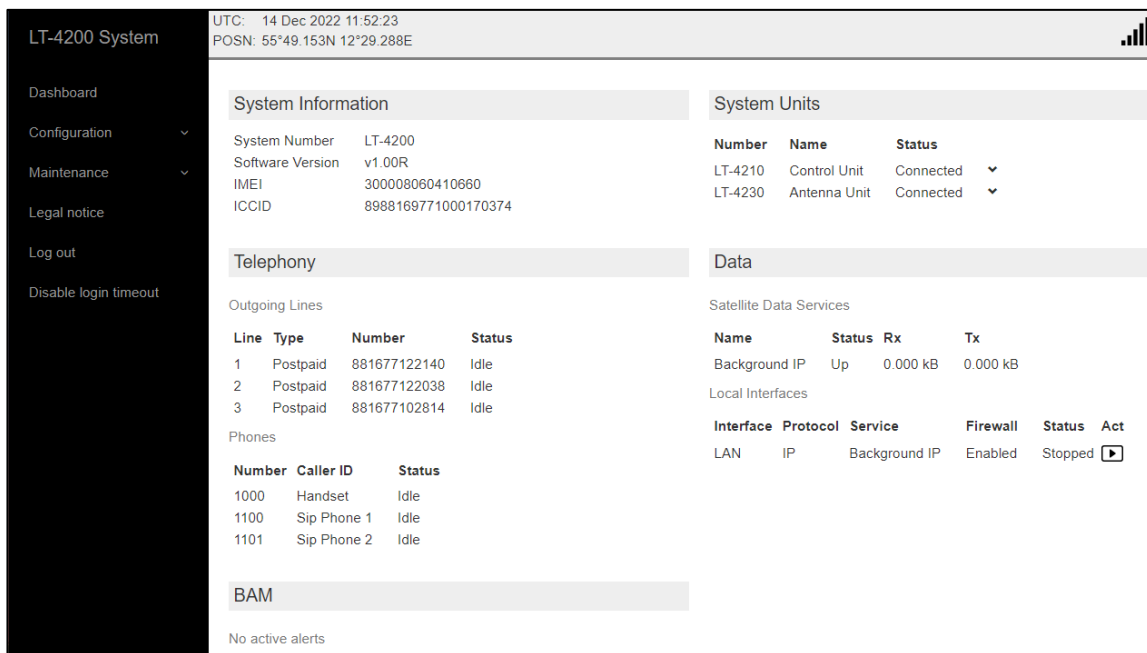 LT-4200 System
Dashboard
Configuration
Maintenance
Legal notice
Log out
Disable login timeout
UTC: 14 Dec 2022 11:52:23
POSN: 55°49.153N 12°29.288E
System Information
System Number LT-4200
Software Version v1.00R
IMEI 300008060410660
ICCID 8988169771000170374
System Units
Number Name Status
LT-4210 Control Unit Connected
LT-4230 Antenna Unit Connected
Telephony
Outgoing Lines
Line Type Number Status
1 Postpaid 881677122140 Idle
2 Postpaid 881677122038 Idle
3 Postpaid 881677102814 Idle
Phones
Number Caller ID Status
1000 Handset Idle
1100 Sip Phone 1 Idle
1101 Sip Phone 2 Idle
Data
Satellite Data Services
Name Status Rx Tx
Background IP Up 0.000 kB 0.000 kB
Local Interfaces
Interface Protocol Service Firewall Status Act
LAN IP Background IP Enabled Stopped
BAM
No active alerts